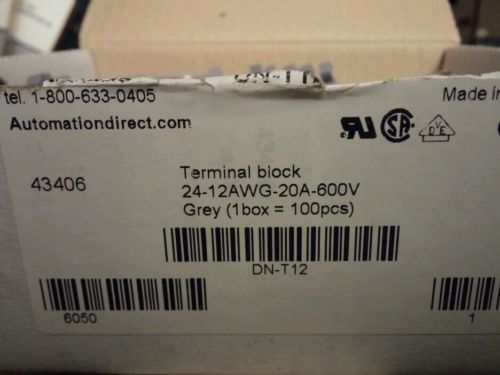 tel. 1-800-633-0405
Made in
Automationdirect.com
43406
Terminal block
24-12AWG-20A-600V
Grey (1box = 100pcs)
DN-T12
6050
1